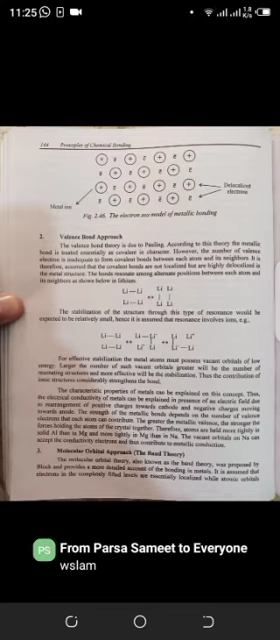 11:25
1.8
K/s
144 Principles of Chemical Bonding
Delocalized
electrons
Metal ion
Fig. 2.46. The electron sea model of metallic bonding
2. Valence Bond Approach
The valence bond theory is due to Pauling. According to this theory the metallic
bond is treated essentially as covalent in character. However, the number of valence
electron is inadequate to form covalent bonds between each atom and its neighbors. It is
therefore, assumed that the covalent bonds are not localized but are highly delocalized in
the metal structure. The bonds resonate among alternate positions between each atom and
its neighbors as shown below in lithium.
Li—Li Li Li
Li—Li
The stabilization of the structure through this type of resonance would be
expected to be relatively small, hence it is assumed that resonance involves ions, e.g.,
For effective stabilization the metal atoms must possess vacant orbitals of low
energy. Larger the number of such vacant orbitals greater will be the number of
resonating structures and more effective will be the stabilization. Thus the contribution of
ionic structures considerably strengthens the bond.
The characteristic properties of metals can be explained on this concept. Thus,
the electrical conductivity of metals can be explained in presence of an electric field due
to rearrangement of positive charges towards cathode and negative charges moving
towards anode. The strength of the metallic bonds depends on the number of valence
electrons that each atom can contribute. The greater the metallic valence, the stronger the
forces holding the atoms of the crystal together. Therefore, atoms are held more tightly in
solid Al than in Mg and more tightly in Mg than in Na. The vacant orbitals on Na can
accept the conductivity electrons and thus contribute to metallic condition.
3. Molecular Orbital Approach (The Band Theory)
The molecular orbital theory, also known as the band theory, was proposed by
Block and provides a more detailed account of the bonding in metals. It is assumed that
electrons in the completely filled levels are essentially localized while atomic orbitals
PS
From Parsa Sameet to Everyone
wslam